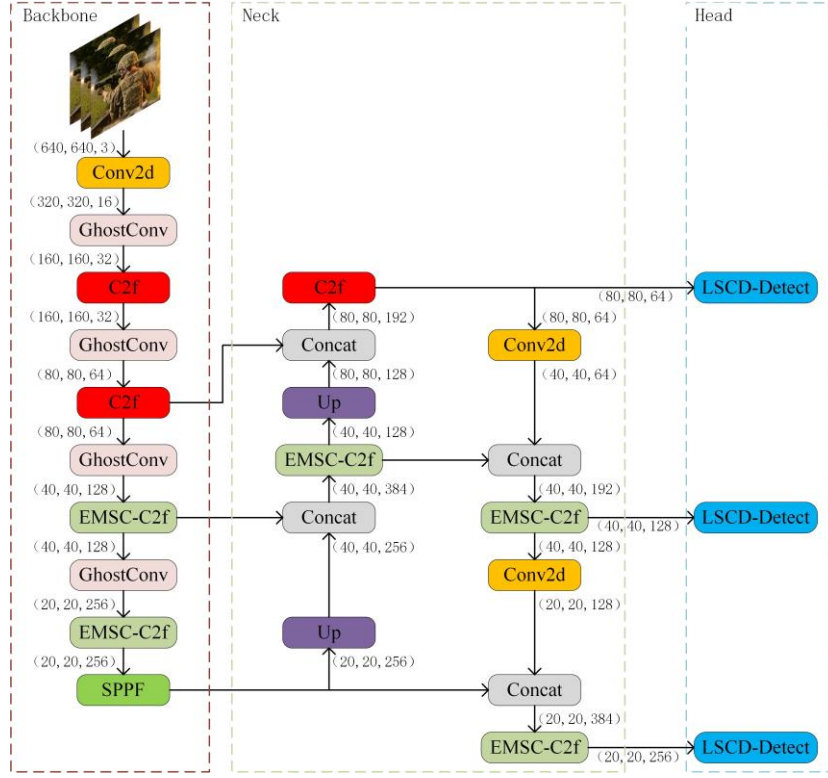 Backbone
Neck
Head
(640, 640, 3)
Conv2d
(320, 320, 16)
GhostConv
(160, 160, 32)
C2f
(160, 160, 32)
GhostConv
(80, 80, 64)
C2f
(80, 80, 64)
GhostConv
(40, 40, 128)
EMSC-C2f
(40, 40, 128)
GhostConv
(20, 20, 256)
EMSC-C2f
(20, 20, 256)
SPPF
C2f
(80, 80, 192)
Concat
(80, 80, 128)
Up
(40, 40, 128)
EMSC-C2f
(40, 40, 384)
Concat
(40, 40, 256)
Up
(20, 20, 256)
(80, 80, 64)
Conv2d
(40, 40, 64)
Concat
(40, 40, 192)
EMSC-C2f
(40, 40, 128)
Conv2d
(20, 20, 128)
Concat
(20, 20, 384)
EMSC-C2f
(80, 80, 64)
LSCD-Detect
(40, 40, 128)
LSCD-Detect
(20, 20, 256)
LSCD-Detect